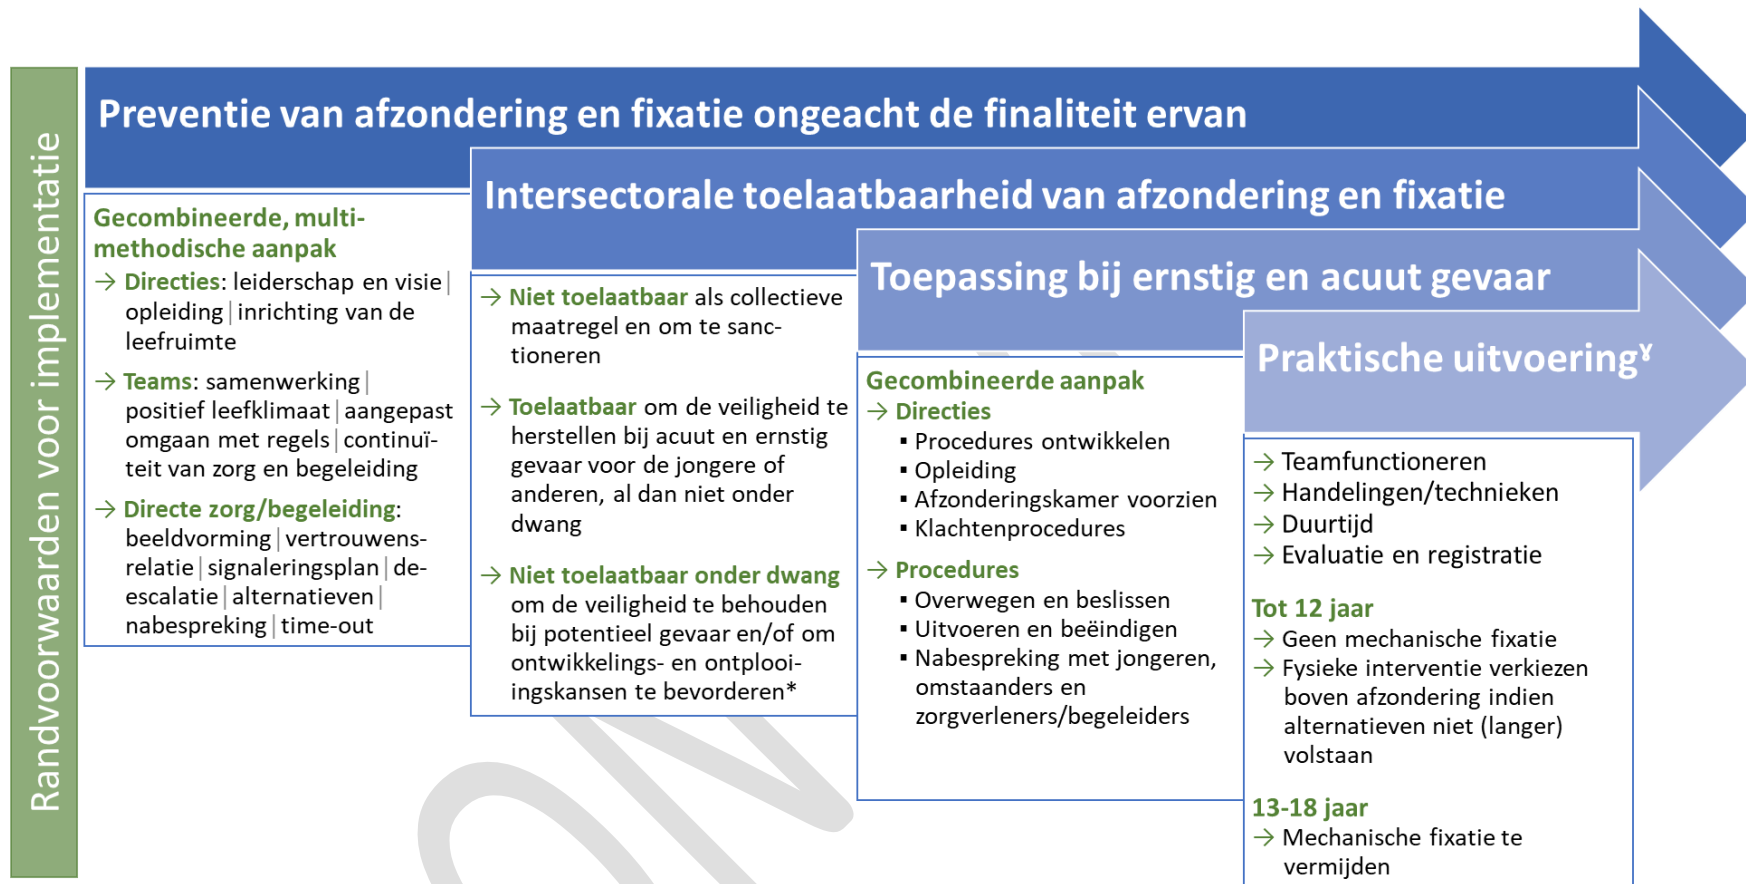 Randvoorwaarden voor implementatie
Preventie van afzondering en fixatie ongeacht de finaliteit ervan
Gecombineerde, multi-
methodische aanpak
→ Directies: leiderschap en visie|
opleiding|inrichting van de
leefruimte
→ Teams: samenwerking|
positief leefklimaat|aangepast
omgaan met regels|continuï-
teit van zorg en begeleiding
→ Directe zorg/begeleiding:
beeldvorming|vertrouwens-
relatie|signaleringsplan|de-
escalatie|alternatieven|
nabespreking|time-out
Intersectorale toelaatbaarheid van afzondering en fixatie
→ Niet toelaatbaar als collectieve
maatregel en om te sanc-
tioneren
→ Toelaatbaar om de veiligheid te
herstellen bij acuut en ernstig
gevaar voor de jongere of
anderen, al dan niet onder
dwang
→ Niet toelaatbaar onder dwang
om de veiligheid te behouden
bij potentieel gevaar en/of om
ontwikkelings- en ontplooi-
ingskansen te bevorderen*
Toepassing bij ernstig en acuut gevaar
Gecombineerde aanpak
→ Directies
▪ Procedures ontwikkelen
▪ Opleiding
▪ Afzonderingskamer voorzien
▪ Klachtenprocedures
→ Procedures
▪ Overwegen en beslissen
▪ Uitvoeren en beëindigen
▪ Nabespreking met jongeren,
omstaanders en
zorgverleners/begeleiders
Praktische uitvoeringˠ
→ Teamfunctioneren
→ Handelingen/technieken
→ Duurtijd
→ Evaluatie en registratie
Tot 12 jaar
→ Geen mechanische fixatie
→ Fysieke interventie verkiezen
boven afzondering indien
alternatieven niet (langer)
volstaan
13-18 jaar
→ Mechanische fixatie te
vermijden